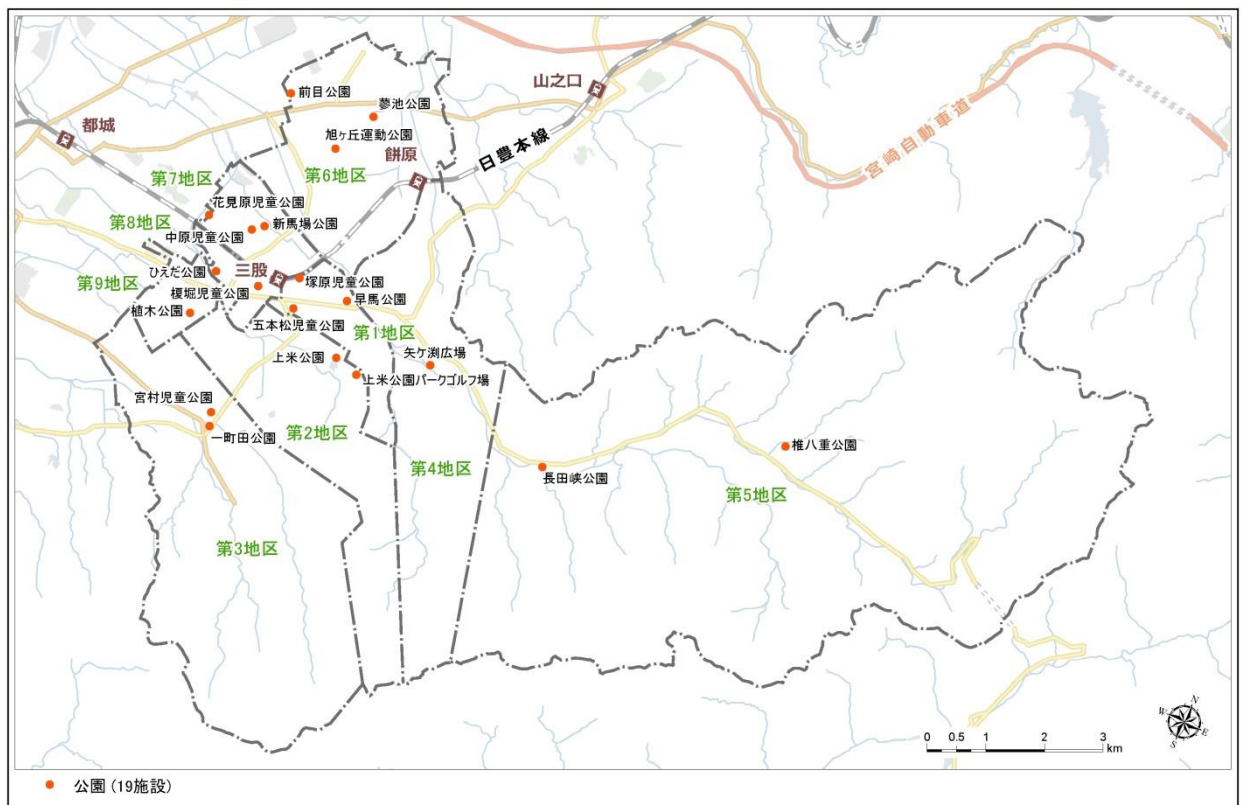 山之口
前目公園
蓼池公園
都城
旭ヶ丘運動公園
餅原
日豊本線
宮崎自動車道
第7地区
第6地区
花見原児童公園
第8地区
新馬場公園
中原児童公園
ひえだ公園
三股
塚原児童公園
第9地区
榎堀児童公園
早馬公園
植木公園
五本松児童公園
第1地区
上米公園
矢ケ渕広場
上米公園パークゴルフ場
宮村児童公園
一町田公園
第2地区
椎八重公園
第4地区
長田峡公園
第5地区
第3地区
N
W
E
S
0 0.5 1 2 3
km
公園 (19施設)